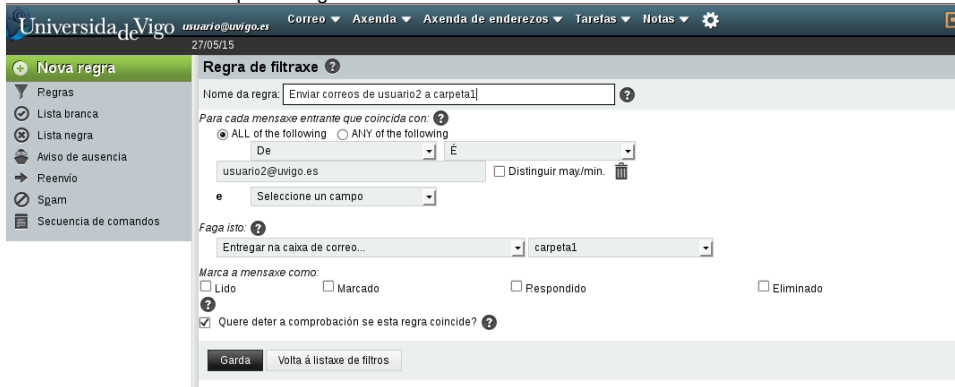 Universidade Vigo usuario@uvigo.es Correo Axenda Axenda de enderezos Tarefas Notas
27/05/15
Nova regra
Regras
Lista branca
Lista negra
Aviso de ausencia
Reenvío
Spam
Secuencia de comandos
Regra de filtraxe
Nome da regra: Enviar correos de usuario2 a carpeta1
Para cada mensaxe entrante que coincida con:
ALL of the following ANY of the following
De É
usuario2@uvigo.es Distinguir may./min.
e Seleccione un campo
Faga isto:
Entregar na caixa de correo... carpeta1
Marca a mensaxe como:
Lido Marcado Respondido Eliminado
Quere deter a comprobación se esta regra coincide?
Garda Volta á listaxe de filtros